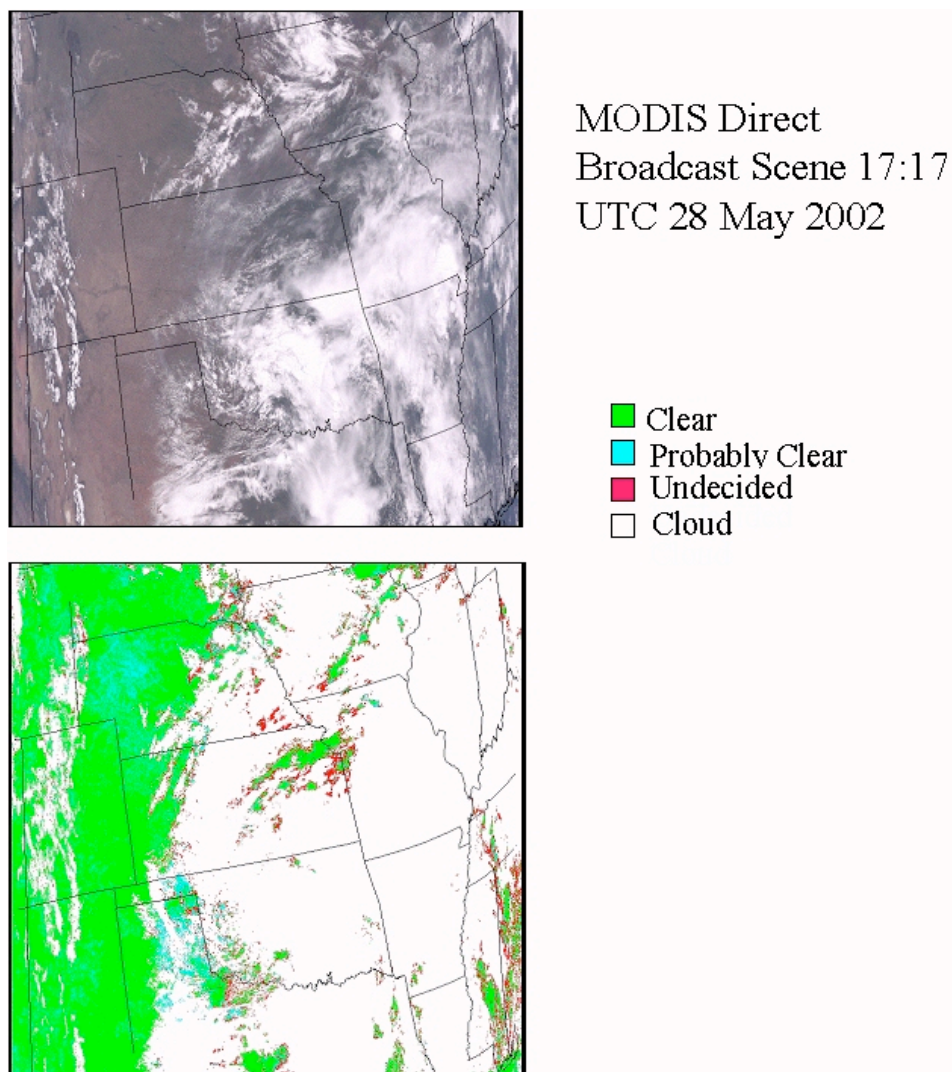 MODIS Direct
Broadcast Scene 17:17
UTC 28 May 2002
Clear
Probably Clear
Undecided
Cloud